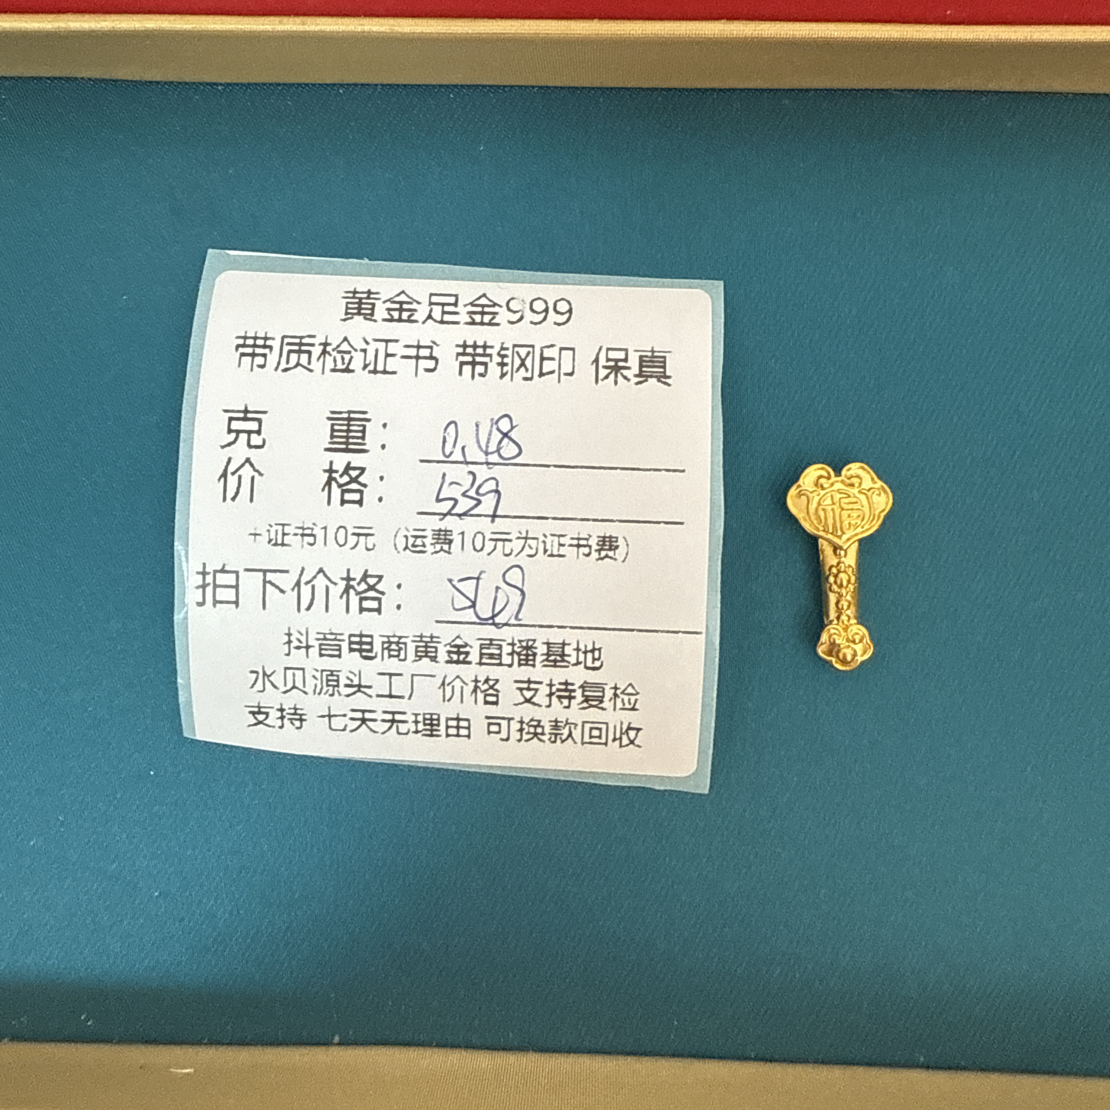 黄金足金999
带质检证书 带钢印 保真
克 重：0.48
价 格：539
+证书10元（运费10元为证书费）
拍下价格：549
抖音电商黄金直播基地
水贝源头工厂价格 支持复检
支持 七天无理由 可换款回收
福